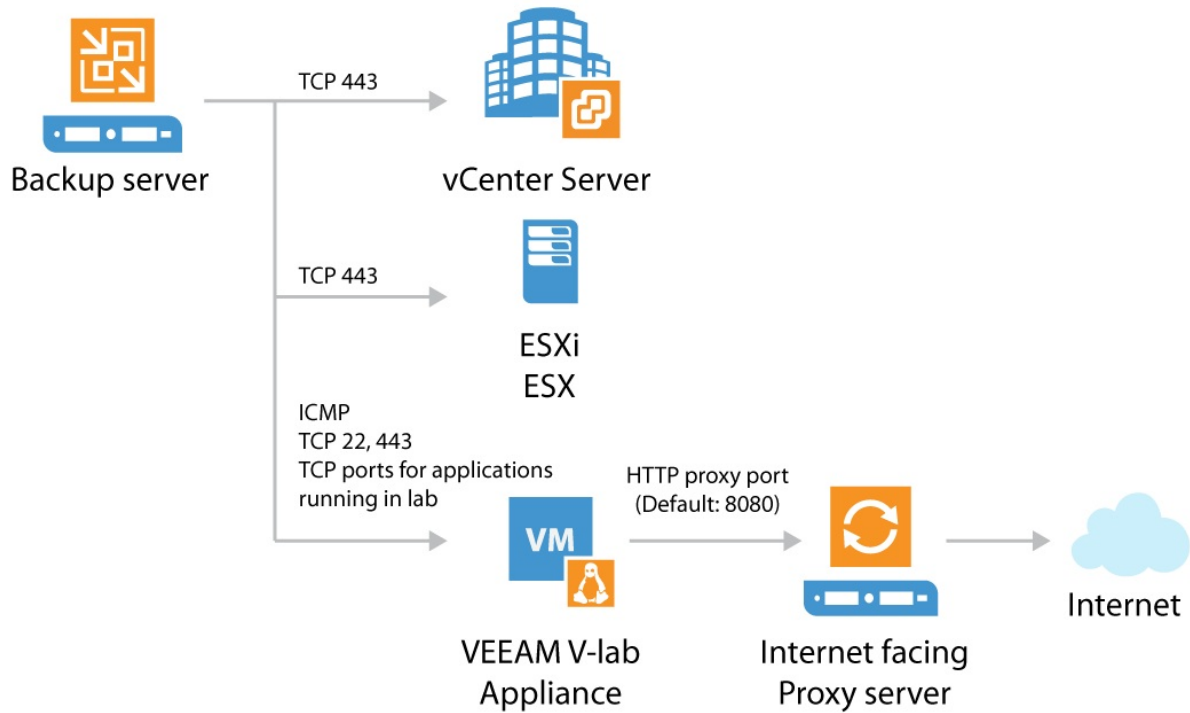 TCP 443
Backup server
vCenter Server
TCP 443
ESXi
ESX
ICMP
TCP 22, 443
TCP ports for applications
running in lab
HTTP proxy port
(Default: 8080)
VM
VEEAM V-lab
Appliance
Internet facing
Proxy server
Internet